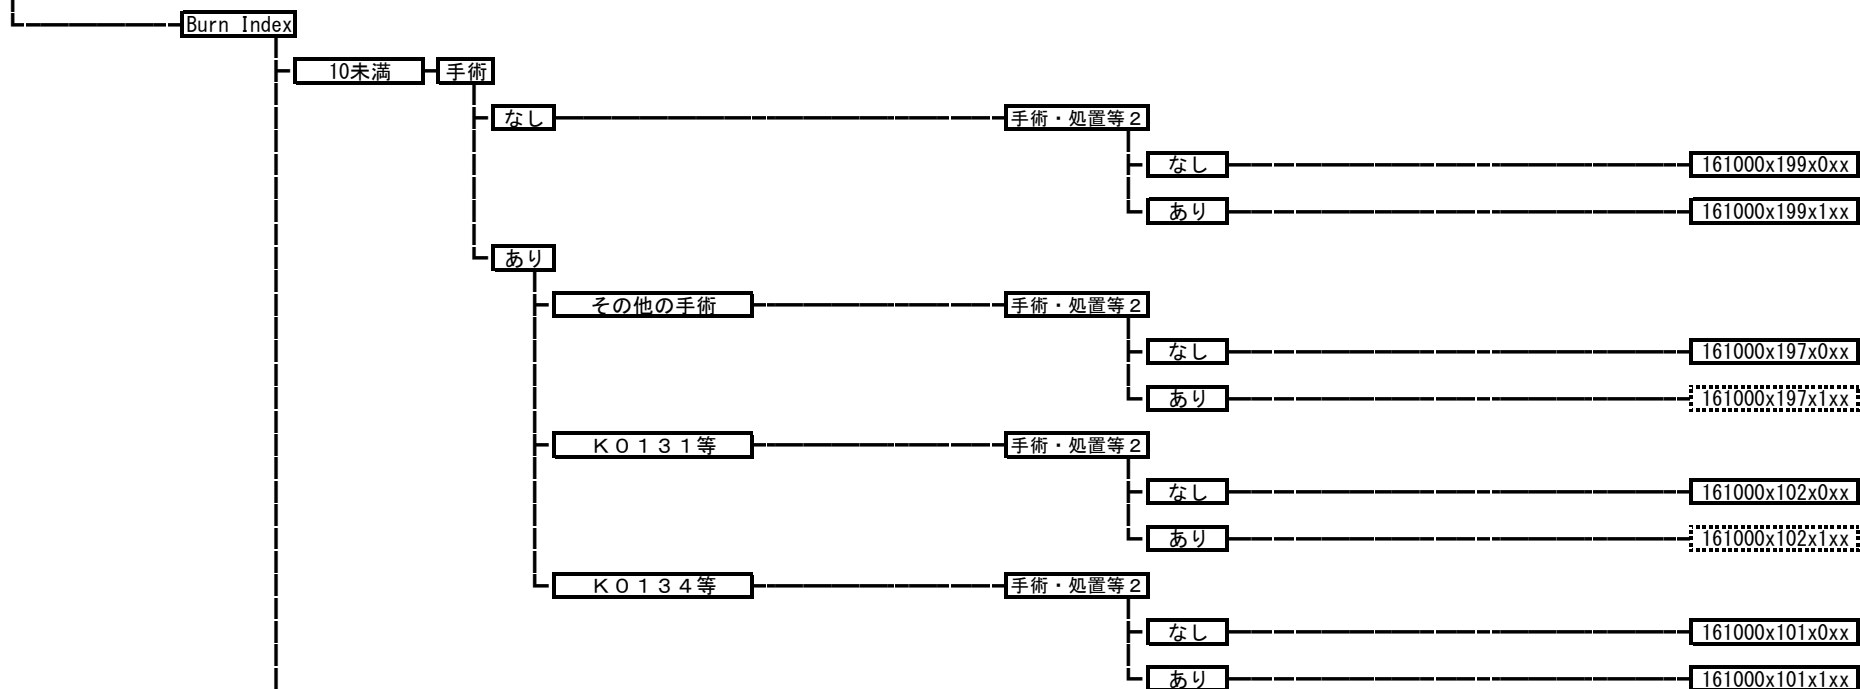 Burn Index
10未満 手術
なし 手術・処置等２
なし 161000x199x0xx
あり 161000x199x1xx
あり
その他の手術 手術・処置等２
なし 161000x197x0xx
あり 161000x197x1xx
Ｋ０１３１等 手術・処置等２
なし 161000x102x0xx
あり 161000x102x1xx
Ｋ０１３４等 手術・処置等２
なし 161000x101x0xx
あり 161000x101x1xx